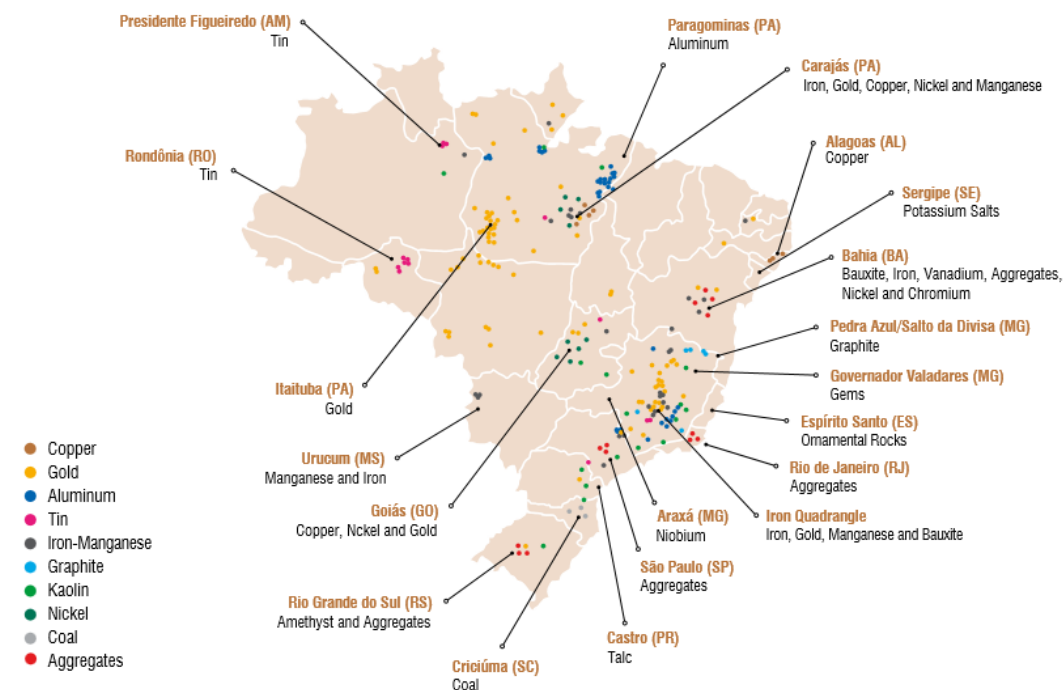 Presidente Figueiredo (AM)
Tin
Paragominas (PA)
Aluminum
Carajás (PA)
Iron, Gold, Copper, Nickel and Manganese
Rondônia (RO)
Tin
Alagoas (AL)
Copper
Sergipe (SE)
Potassium Salts
Bahia (BA)
Bauxite, Iron, Vanadium, Aggregates,
Nickel and Chromium
Pedra Azul/Salto da Divisa (MG)
Graphite
Governador Valadares (MG)
Gems
Itaituba (PA)
Gold
Espírito Santo (ES)
Ornamental Rocks
Urucum (MS)
Manganese and Iron
Rio de Janeiro (RJ)
Aggregates
Goiás (GO)
Copper, Nckel and Gold
Araxá (MG)
Niobium
Iron Quadrangle
Iron, Gold, Manganese and Bauxite
São Paulo (SP)
Aggregates
Rio Grande do Sul (RS)
Amethyst and Aggregates
Castro (PR)
Talc
Criciúma (SC)
Coal
Copper
Gold
Aluminum
Tin
Iron-Manganese
Graphite
Kaolin
Nickel
Coal
Aggregates